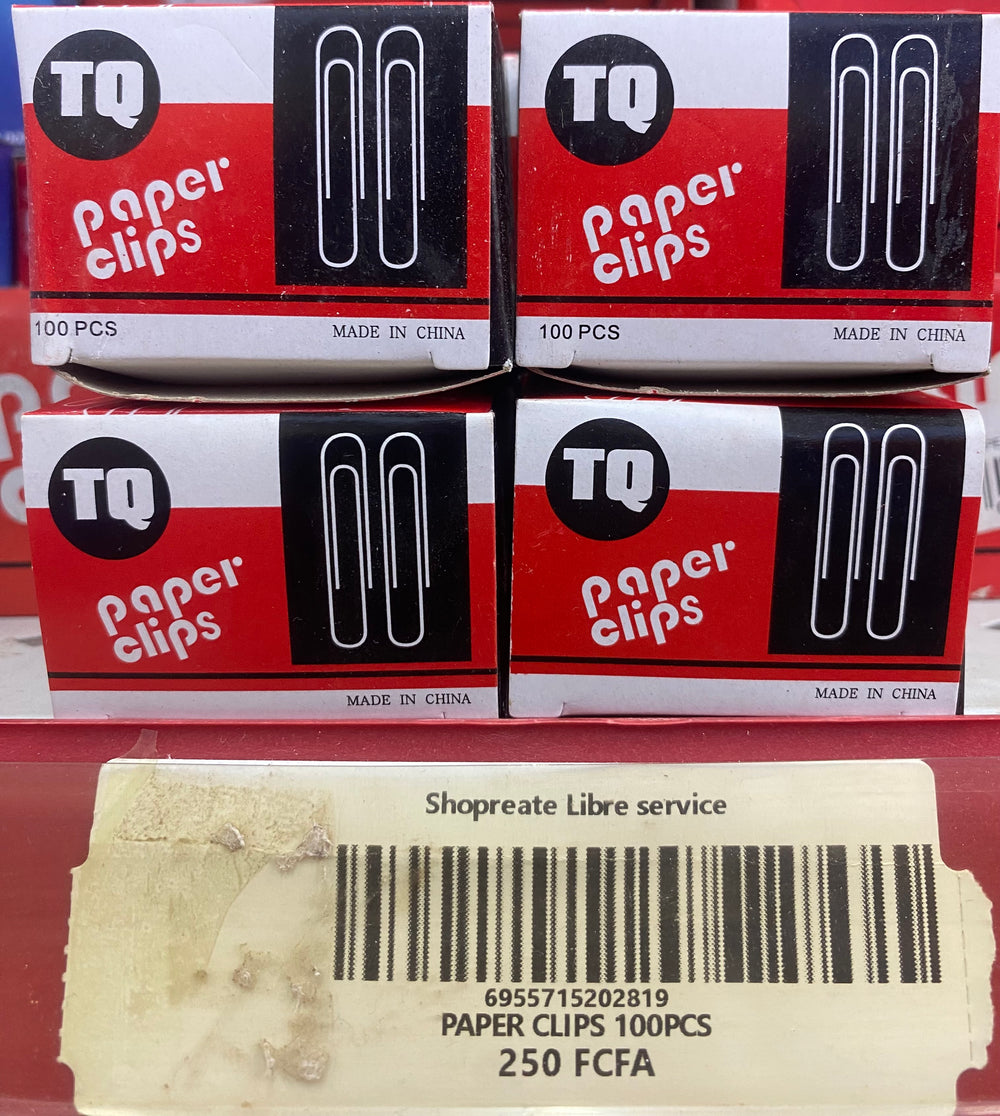 TQ
paper
clips
100 PCS
MADE IN CHINA
TQ
paper
clips
100 PCS
MADE IN CHINA
TQ
paper
clips
MADE IN CHINA
TQ
paper
clips
MADE IN CHINA
Shopreate Libre service
6955715202819
PAPER CLIPS 100PCS
250 FCFA